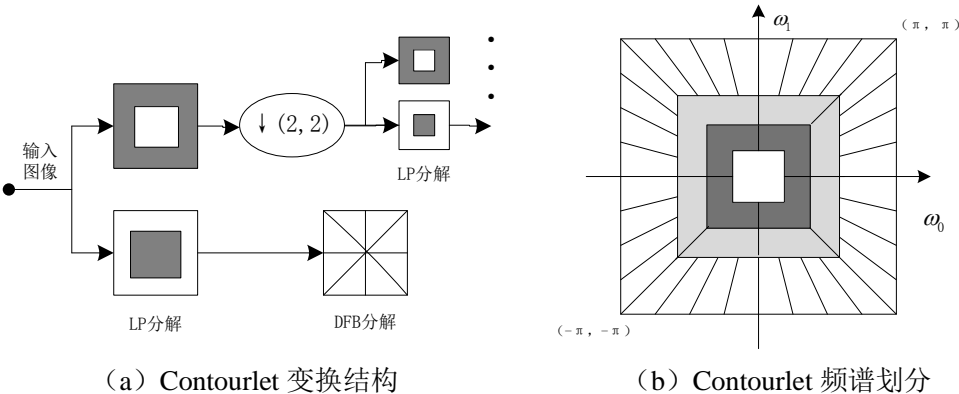 输入
图像
↓ (2,2)
LP分解
LP分解
DFB分解
（a）Contourlet 变换结构
ω₁
(π, π)
ω₀
(-π, -π)
（b）Contourlet 频谱划分